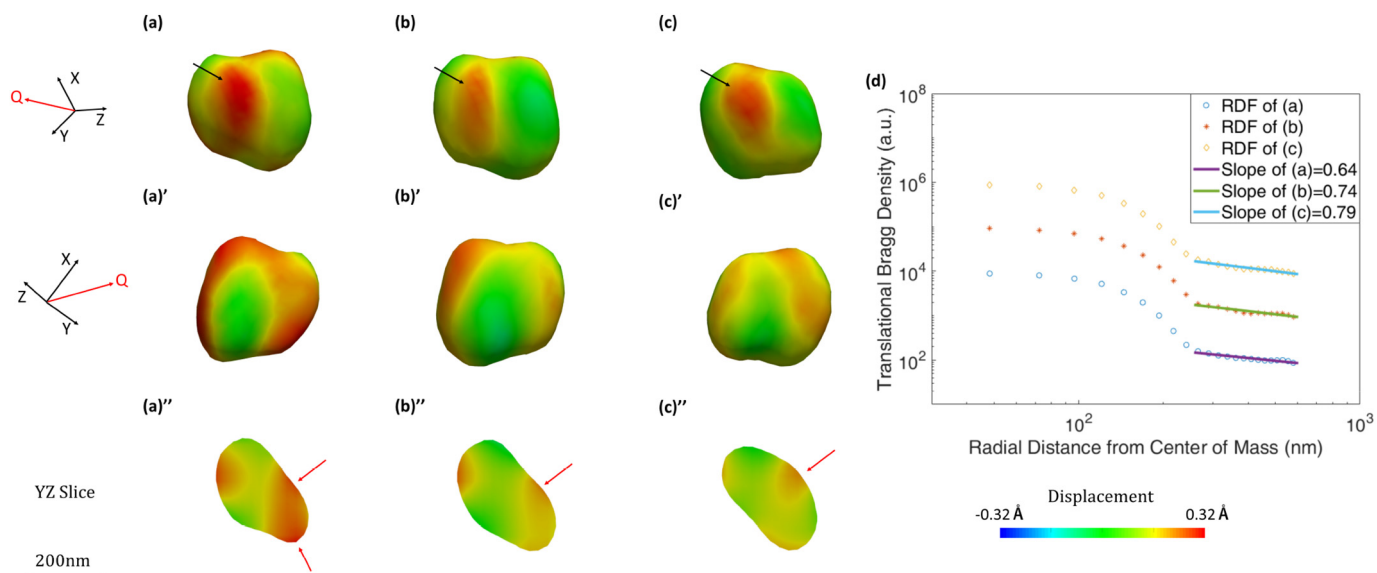 (a)
(b)
(c)
X
Q
Z
Y
(a)'
(b)'
(c)'
X
Z
Q
Y
(a)''
(b)''
(c)''
YZ Slice
200nm
(d)
10^8
10^6
10^4
10^2
Translational Bragg Density (a.u.)
RDF of (a)
RDF of (b)
RDF of (c)
Slope of (a)=0.64
Slope of (b)=0.74
Slope of (c)=0.79
10^2
10^3
Radial Distance from Center of Mass (nm)
Displacement
-0.32 Å
0.32 Å